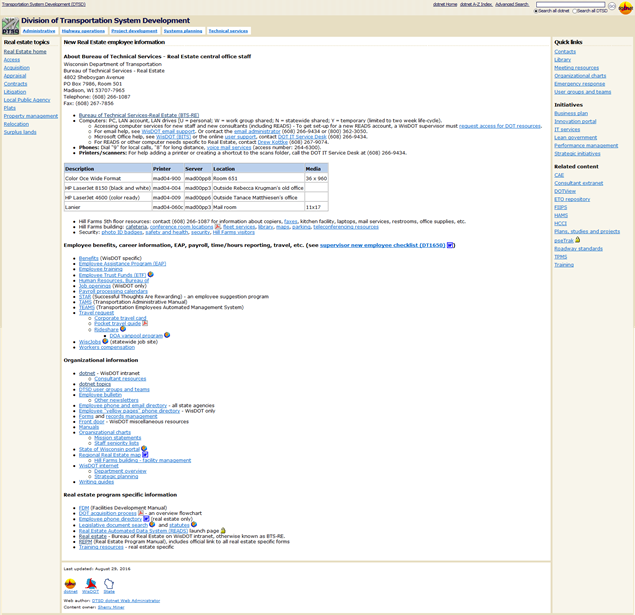 Transportation System Development (DTSD)
dotnet Home dotnet A-Z Index Advanced Search
Search all dotnet Search all DTSD
Division of Transportation System Development
DTSD
Administrative Highway operations Project development Systems planning Technical services
Real Estate topics
Real Estate home
Access
Acquisition
Appraisal
Contracts
Litigation
Local Public Agency
Plats
Property management
Relocation
Surplus lands
New Real Estate employee information
About Bureau of Technical Services - Real Estate central office staff
Wisconsin Department of Transportation
Bureau of Technical Services - Real Estate
4802 Sheboygan Avenue
PO Box 7986, Room 501
Madison, WI 53707-7965
Telephone: (608) 266-1087
Fax: (608) 267-7856
Bureau of Technical Services-Real Estate (BTS-RE)
Computers: PC, LAN account, LAN drives (U = personal; W = work group shared; N = statewide shared; Y = temporary (limited to two week life-cycle).
Accessing computer services for new staff and new consultants (including READS) - To get set-up for a new READS account, a WisDOT supervisor must request access for DOT resources.
For email help, see WisDOT email support. Or contact the email administrator (608) 266-9434 or (800) 362-3050.
Microsoft Office help, see WisDOT (BITS) or the online user support, contact DOT IT Service Desk (608) 266-9434.
For READS or other computer needs specific to Real Estate, contact Drew Kottke (608) 267-9074.
Phones: Dial "9" for local calls, "8" for long distance, voice mail services (access number: 264-6300).
Printers/scanners: For help adding a printer or creating a shortcut to the scans folder, call the DOT IT Service Desk at (608) 266-9434.
Description Printer Server Location Media
Color Oce Wide Format mad04-900 mad00pp8 Room 651 36 x 960
HP LaserJet 8150 (black and white) mad04-004 mad00pp3 Outside Rebecca Krugman's old office
HP LaserJet 4600 (color ready) mad04-009 mad00pp6 Outside Tanace Matthiesen's office
Lanier mad04-060c mad00pp3 Mail room 11x17
Hill Farms 5th floor resources: contact (608) 266-1087 for information about copiers, faxes, kitchen facility, laptops, mail services, restrooms, office supplies, etc.
Hill Farms building: cafeteria, conference room locations, fleet services, library, maps, parking, teleconferencing resources
Security: photo ID badges, safety and health, security, Hill Farms visitors
Employee benefits, career information, EAP, payroll, time/hours reporting, travel, etc. (see supervisor new employee checklist [DT1650])
Benefits (WisDOT specific)
Employee Assistance Program (EAP)
Employee training
Employee Trust Funds (ETF)
Human Resources, Bureau of
Job openings (WisDOT only)
Payroll processing calendars
STAR (Successful Thoughts Are Rewarding) - an employee suggestion program
TAMS (Transportation Administrative Manual)
TEAMS (Transportation Employees Automated Management System)
Travel request
Corporate travel card
Pocket travel guide
Rideshare
DOA vanpool program
WiscJobs (statewide job site)
Workers compensation
Organizational information
dotnet - WisDOT intranet
Consultant resources
dotnet topics
DTSD user groups and teams
Employee bulletin
Other newsletters
Employee phone and email directory - all state agencies
Employee "yellow pages" phone directory - WisDOT only
Forms and records management
Front door - WisDOT miscellaneous resources
Manuals
Organizational charts
Mission statements
Staff seniority lists
State of Wisconsin portal
Regional Real Estate map
Hill Farms building - facility management
WisDOT internet
Department overview
Strategic planning
Writing guides
Real estate program specific information
FDM (Facilities Development Manual)
DOT acquisition process - an overview flowchart
Employee phone directory (real estate only)
Legislative document search and statutes
Real Estate Automated Data System (READS) launch page
Real estate - Bureau of Real Estate on WisDOT intranet, otherwise known as BTS-RE.
REPM (Real Estate Program Manual), includes official link to all real estate specific forms
Training resources - real estate specific
Last updated: August 29, 2016
dotnet WisDOT State
Web author: DTSD dotnet Web Administrator
Content owner: Sharris Miner
Quick links
Contacts
Library
Meeting resources
Organizational charts
Emergency response
User groups and teams
Initiatives
Business plan
Innovation portal
IT services
Lean government
Performance management
Strategic initiatives
Related content
CAE
Consultant extranet
DOTView
ETO repository
FIIPS
HAMS
HCCI
Plans, studies and projects
Roadway standards
TPMS
Training